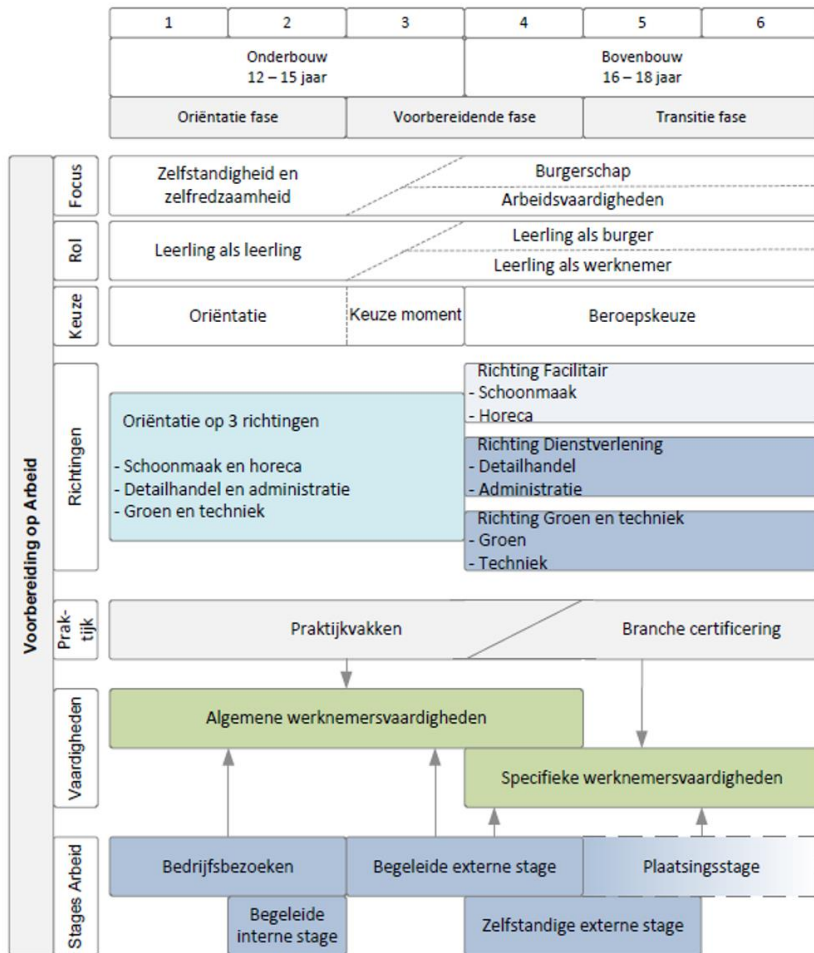 1 2 3 4 5 6
Onderbouw
12 – 15 jaar
Bovenbouw
16 – 18 jaar
Oriëntatie fase
Voorbereidende fase
Transitie fase
Voorbereiding op Arbeid
Focus
Zelfstandigheid en
zelfredzaamheid
Burgerschap
Arbeidsvaardigheden
Rol
Leerling als leerling
Leerling als burger
Leerling als werknemer
Keuze
Oriëntatie
Keuze moment
Beroepskeuze
Richtingen
Oriëntatie op 3 richtingen
- Schoonmaak en horeca
- Detailhandel en administratie
- Groen en techniek
Richting Facilitair
- Schoonmaak
- Horeca
Richting Dienstverlening
- Detailhandel
- Administratie
Richting Groen en techniek
- Groen
- Techniek
Prak-
tijk
Praktijkvakken
Branche certificering
Vaardigheden
Algemene werknemersvaardigheden
Specifieke werknemersvaardigheden
Stages Arbeid
Bedrijfsbezoeken
Begeleide externe stage
Plaatsingsstage
Begeleide
interne stage
Zelfstandige externe stage